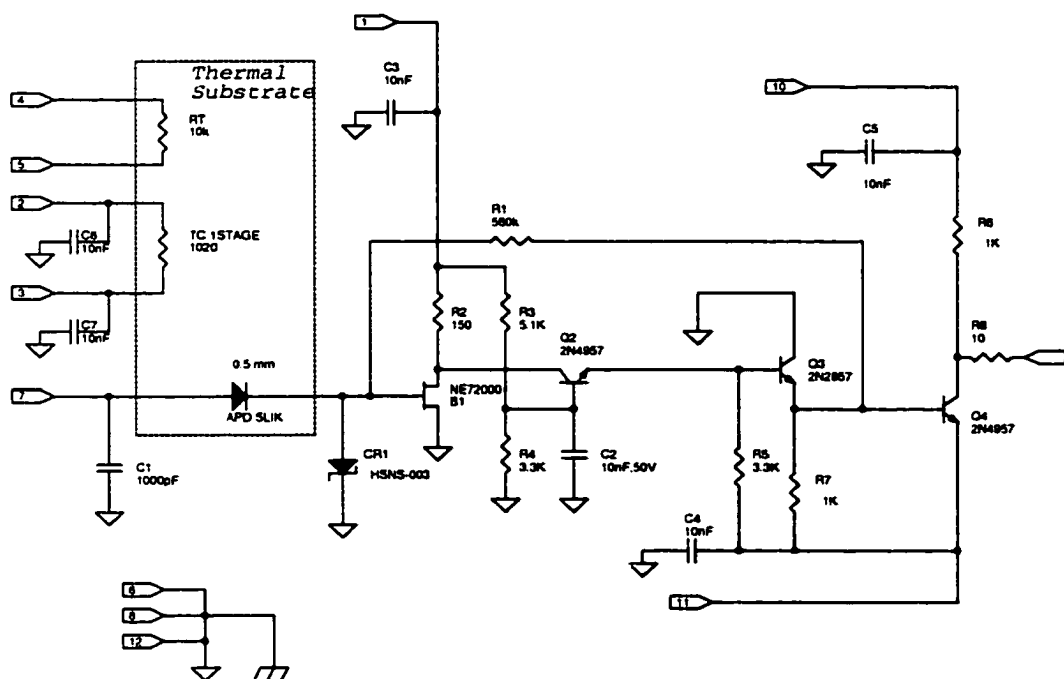 1
C3
10nF
Thermal
Substrate
4
RT
10k
5
2
C6
10nF
TC 1STAGE
1020
3
C7
10nF
0.5 mm
7
APD SLIK
C1
1000pF
CR1
HSNS-003
R1
560k
R2
150
R3
5.1K
Q2
2N4957
NE72000
B1
R4
3.3K
C2
10nF,50V
10
C5
10nF
R6
1K
R8
10
Q3
2N2857
Q4
2N4957
R5
3.3K
R7
1K
C4
10nF
11
6
8
12